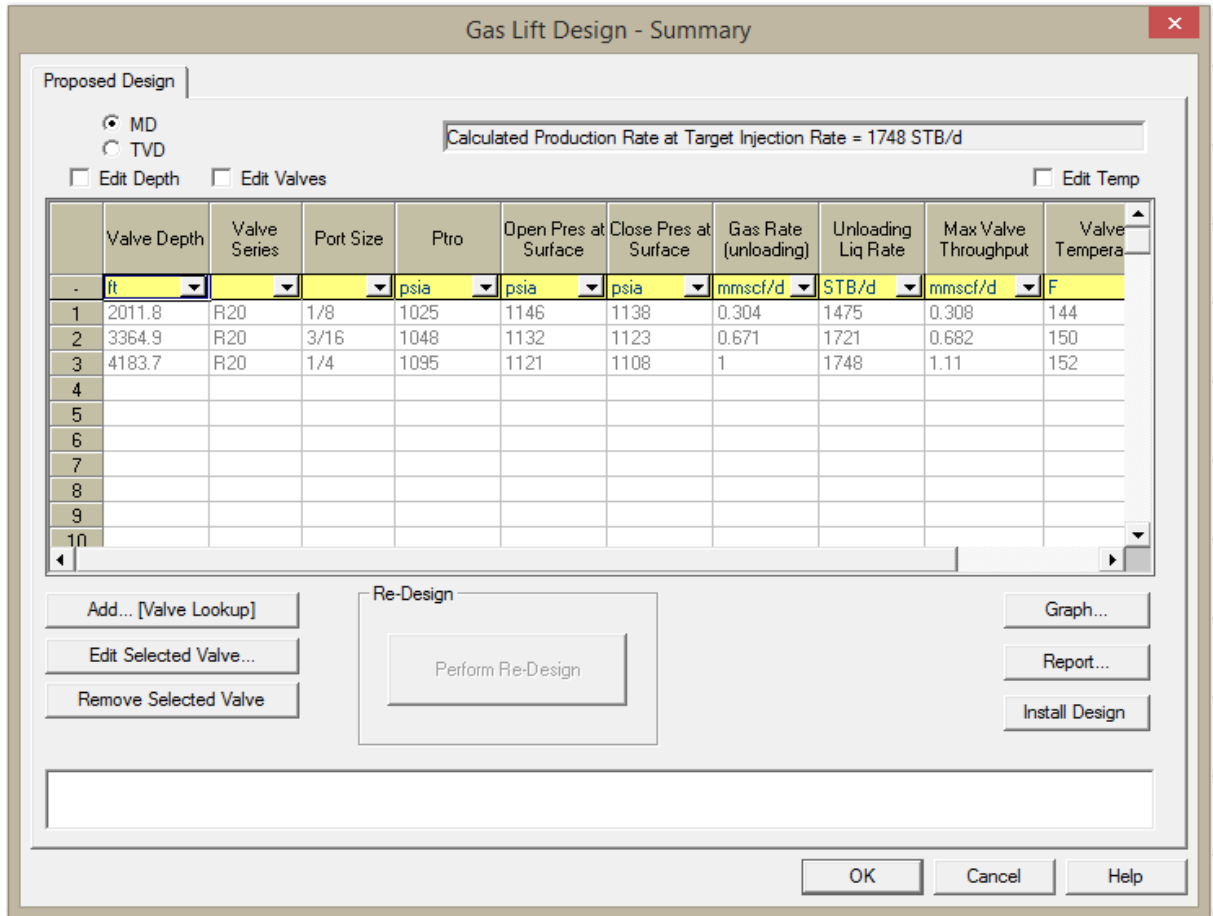 Gas Lift Design - Summary
Proposed Design
MD
TVD
Calculated Production Rate at Target Injection Rate = 1748 STB/d
Edit Depth Edit Valves Edit Temp
Valve Depth Valve Series Port Size Ptro Open Pres at Surface Close Pres at Surface Gas Rate (unloading) Unloading Liq Rate Max Valve Throughput Valve Tempera
- ft psia psia psia mmscf/d STB/d mmscf/d F
1 2011.8 R20 1/8 1025 1146 1138 0.304 1475 0.308 144
2 3364.9 R20 3/16 1048 1132 1123 0.671 1721 0.682 150
3 4183.7 R20 1/4 1095 1121 1108 1 1748 1.11 152
4
5
6
7
8
9
10
Add... [Valve Lookup] Re-Design Graph...
Edit Selected Valve... Perform Re-Design Report...
Remove Selected Valve Install Design
OK Cancel Help